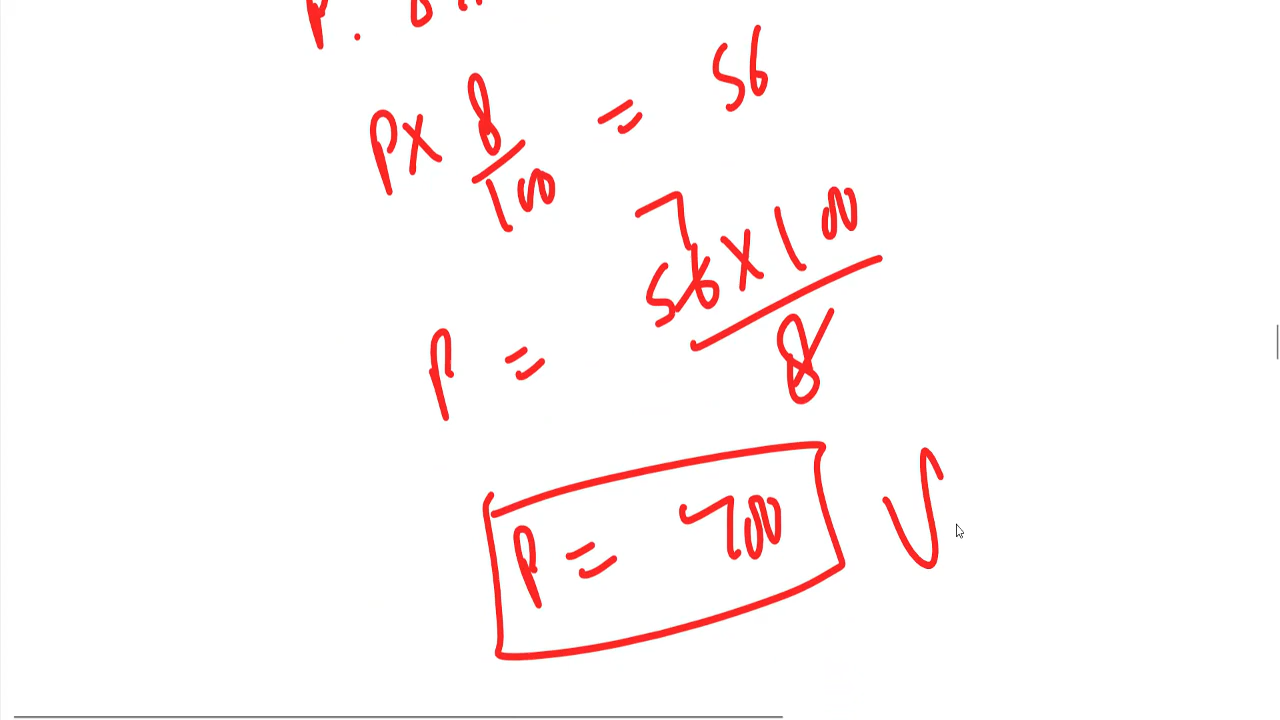 P.
P × 8/100 = 56
7
P = 56 × 100 / 8
P = 700